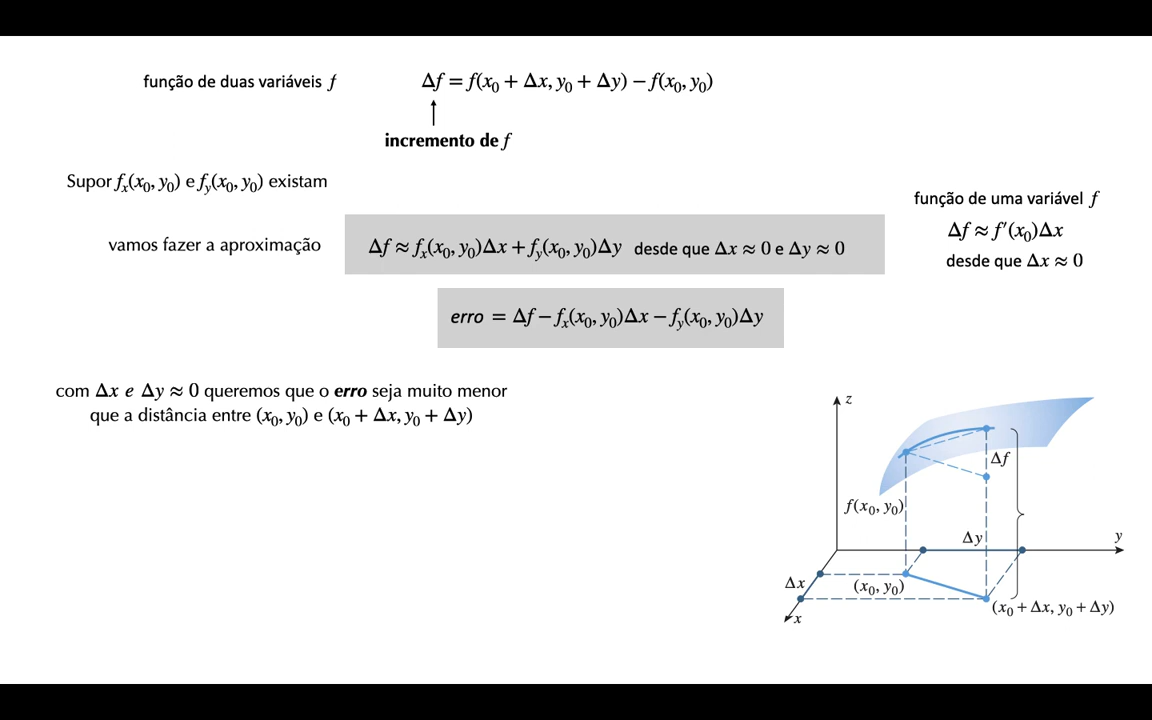 função de duas variáveis f
Δf = f(x₀ + Δx, y₀ + Δy) − f(x₀, y₀)
incremento de f
Supor fₓ(x₀, y₀) e f_y(x₀, y₀) existam
função de uma variável f
Δf ≈ f′(x₀)Δx
desde que Δx ≈ 0
vamos fazer a aproximação
Δf ≈ fₓ(x₀, y₀)Δx + f_y(x₀, y₀)Δy desde que Δx ≈ 0 e Δy ≈ 0
erro = Δf − fₓ(x₀, y₀)Δx − f_y(x₀, y₀)Δy
com Δx e Δy ≈ 0 queremos que o erro seja muito menor
que a distância entre (x₀, y₀) e (x₀ + Δx, y₀ + Δy)
z
Δf
f(x₀, y₀)
Δy
y
Δx
(x₀, y₀)
(x₀ + Δx, y₀ + Δy)
x